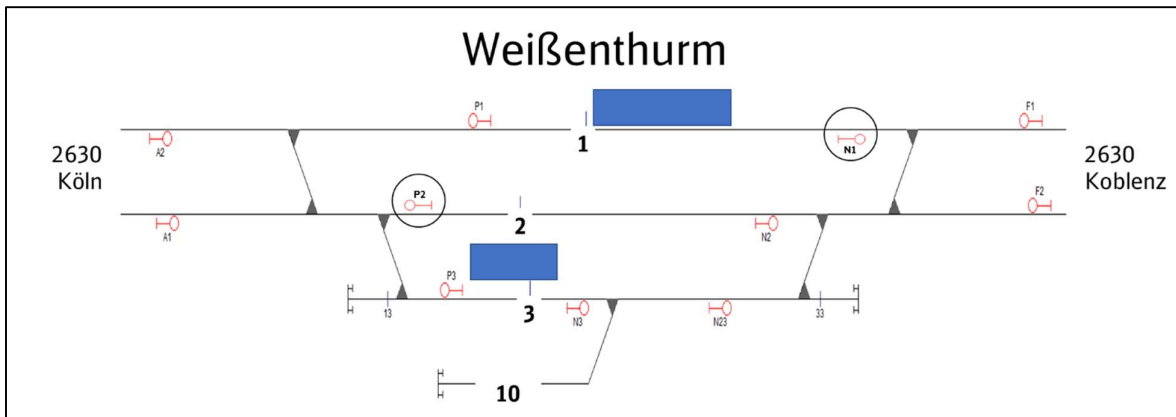 Weißenthurm
P1
F1
A2
1
N1
2630
Köln
2630
Koblenz
P2
F2
A1
2
N2
P3
13
3
N3
N23
33
10